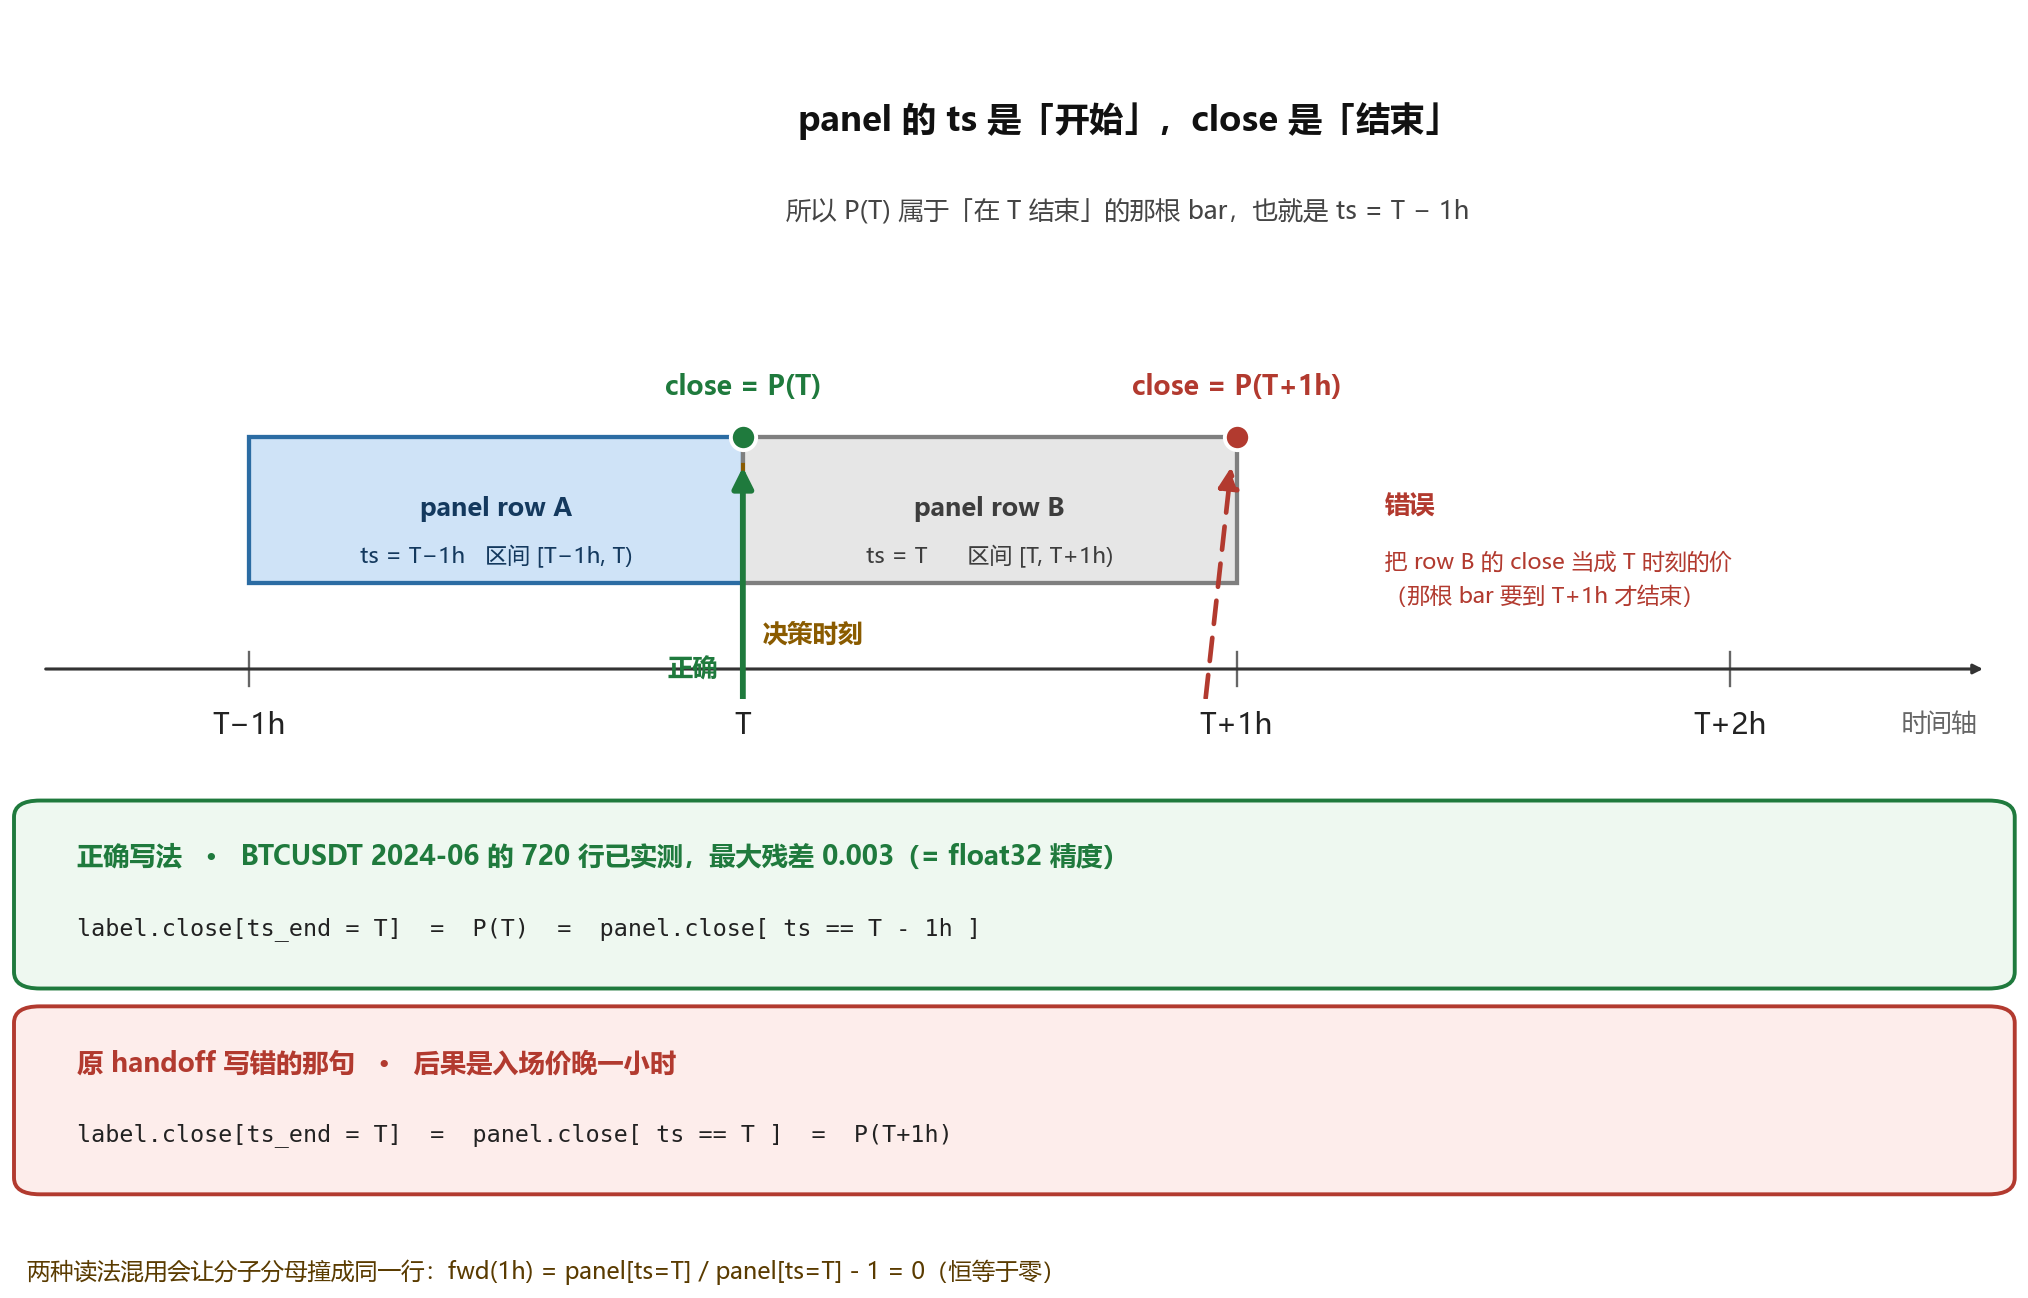 panel 的 ts 是「开始」，close 是「结束」
所以 P(T) 属于「在 T 结束」的那根 bar，也就是 ts = T − 1h
close = P(T)
close = P(T+1h)
panel row A
ts = T−1h 区间 [T−1h, T)
panel row B
ts = T 区间 [T, T+1h)
错误
把 row B 的 close 当成 T 时刻的价
（那根 bar 要到 T+1h 才结束）
决策时刻
正确
T−1h
T
T+1h
T+2h
时间轴
正确写法 • BTCUSDT 2024-06 的 720 行已实测，最大残差 0.003（= float32 精度）
label.close[ts_end = T] = P(T) = panel.close[ ts == T - 1h ]
原 handoff 写错的那句 • 后果是入场价晚一小时
label.close[ts_end = T] = panel.close[ ts == T ] = P(T+1h)
两种读法混用会让分子分母撞成同一行：fwd(1h) = panel[ts=T] / panel[ts=T] - 1 = 0（恒等于零）